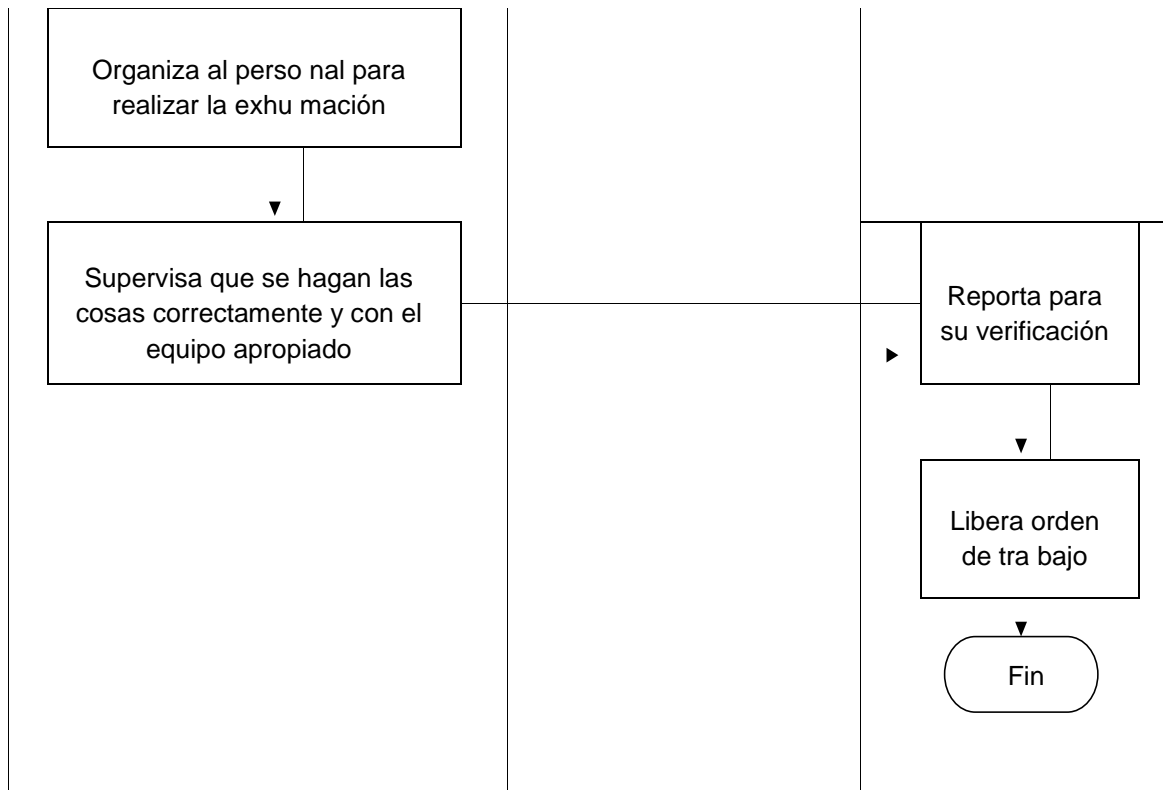 Organiza al perso nal para
realizar la exhu mación
Supervisa que se hagan las
cosas correctamente y con el
equipo apropiado
Reporta para
su verificación
Libera orden
de tra bajo
Fin